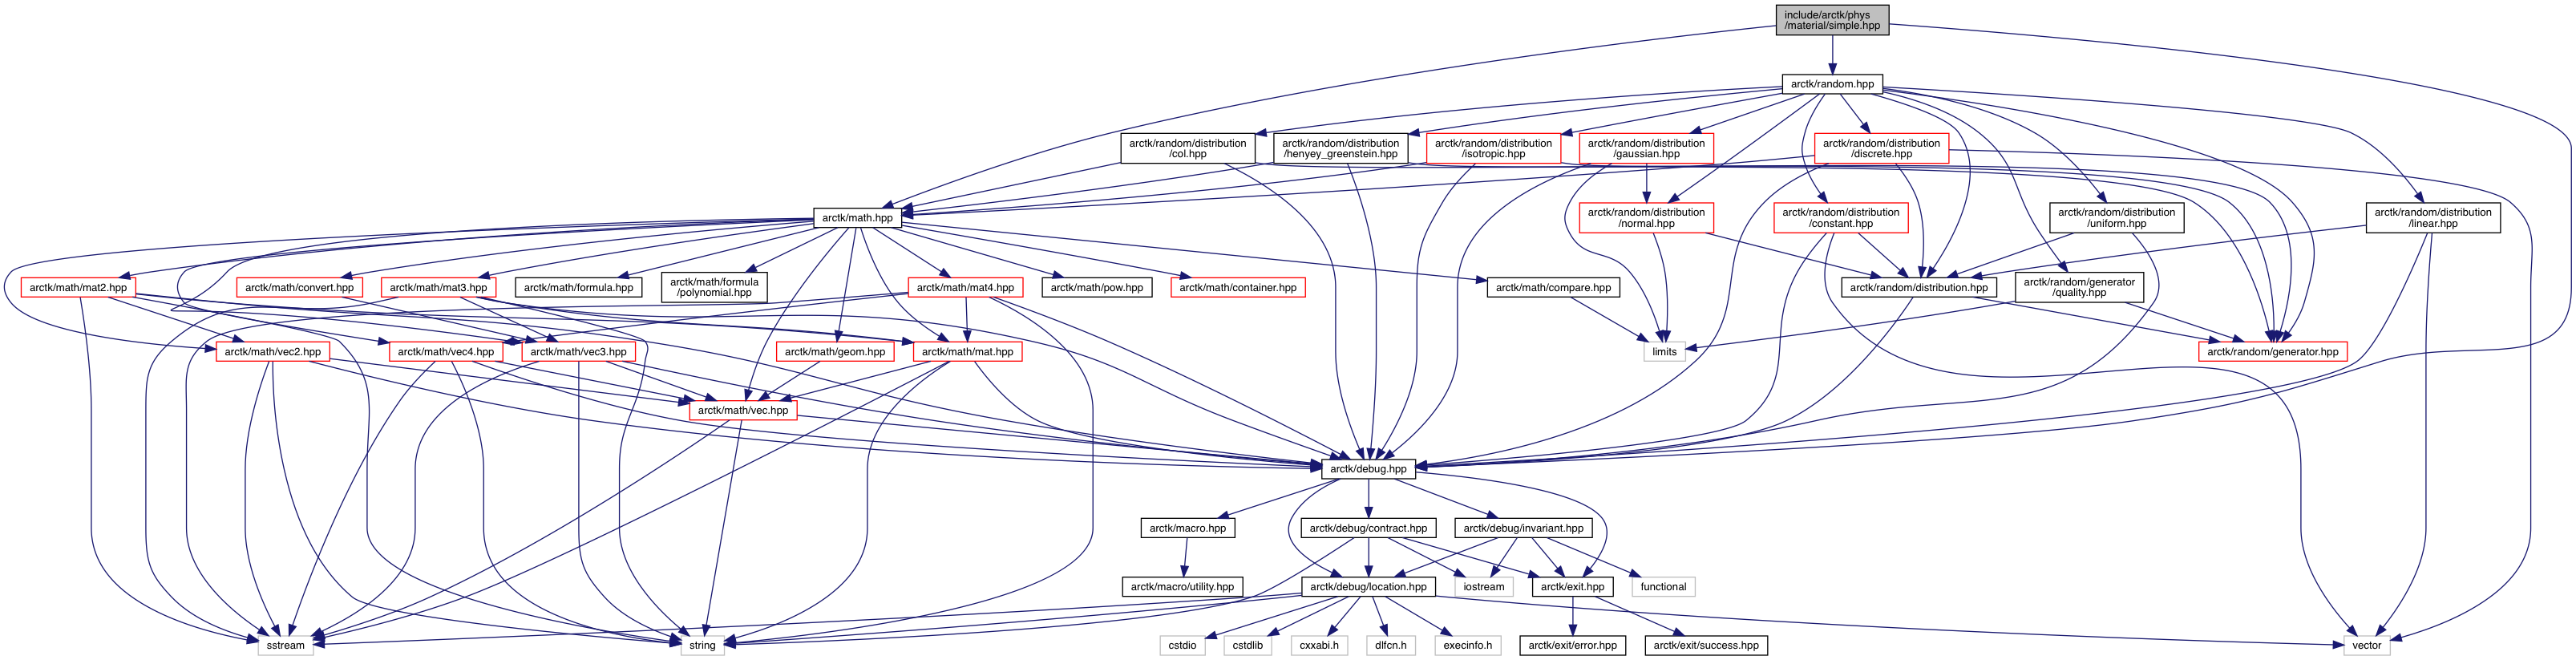 include/arctk/phys
/material/simple.hpp
arctk/random.hpp
arctk/random/distribution
/col.hpp
arctk/random/distribution
/henyey_greenstein.hpp
arctk/random/distribution
/isotropic.hpp
arctk/random/distribution
/gaussian.hpp
arctk/random/distribution
/discrete.hpp
arctk/math.hpp
arctk/random/distribution
/normal.hpp
arctk/random/distribution
/constant.hpp
arctk/random/distribution
/uniform.hpp
arctk/random/distribution
/linear.hpp
arctk/math/mat2.hpp
arctk/math/convert.hpp
arctk/math/mat3.hpp
arctk/math/formula.hpp
arctk/math/formula
/polynomial.hpp
arctk/math/mat4.hpp
arctk/math/pow.hpp
arctk/math/container.hpp
arctk/math/compare.hpp
arctk/random/distribution.hpp
arctk/random/generator
/quality.hpp
arctk/math/vec2.hpp
arctk/math/vec4.hpp
arctk/math/vec3.hpp
arctk/math/geom.hpp
arctk/math/mat.hpp
limits
arctk/random/generator.hpp
arctk/math/vec.hpp
arctk/debug.hpp
arctk/macro.hpp
arctk/debug/contract.hpp
arctk/debug/invariant.hpp
arctk/macro/utility.hpp
arctk/debug/location.hpp
iostream
arctk/exit.hpp
functional
sstream
string
cstdio
cstdlib
cxxabi.h
dlfcn.h
execinfo.h
arctk/exit/error.hpp
arctk/exit/success.hpp
vector